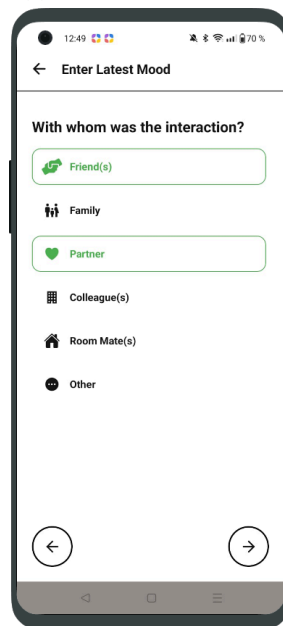 12:49 70 %
Enter Latest Mood
With whom was the interaction?
Friend(s)
Family
Partner
Colleague(s)
Room Mate(s)
Other